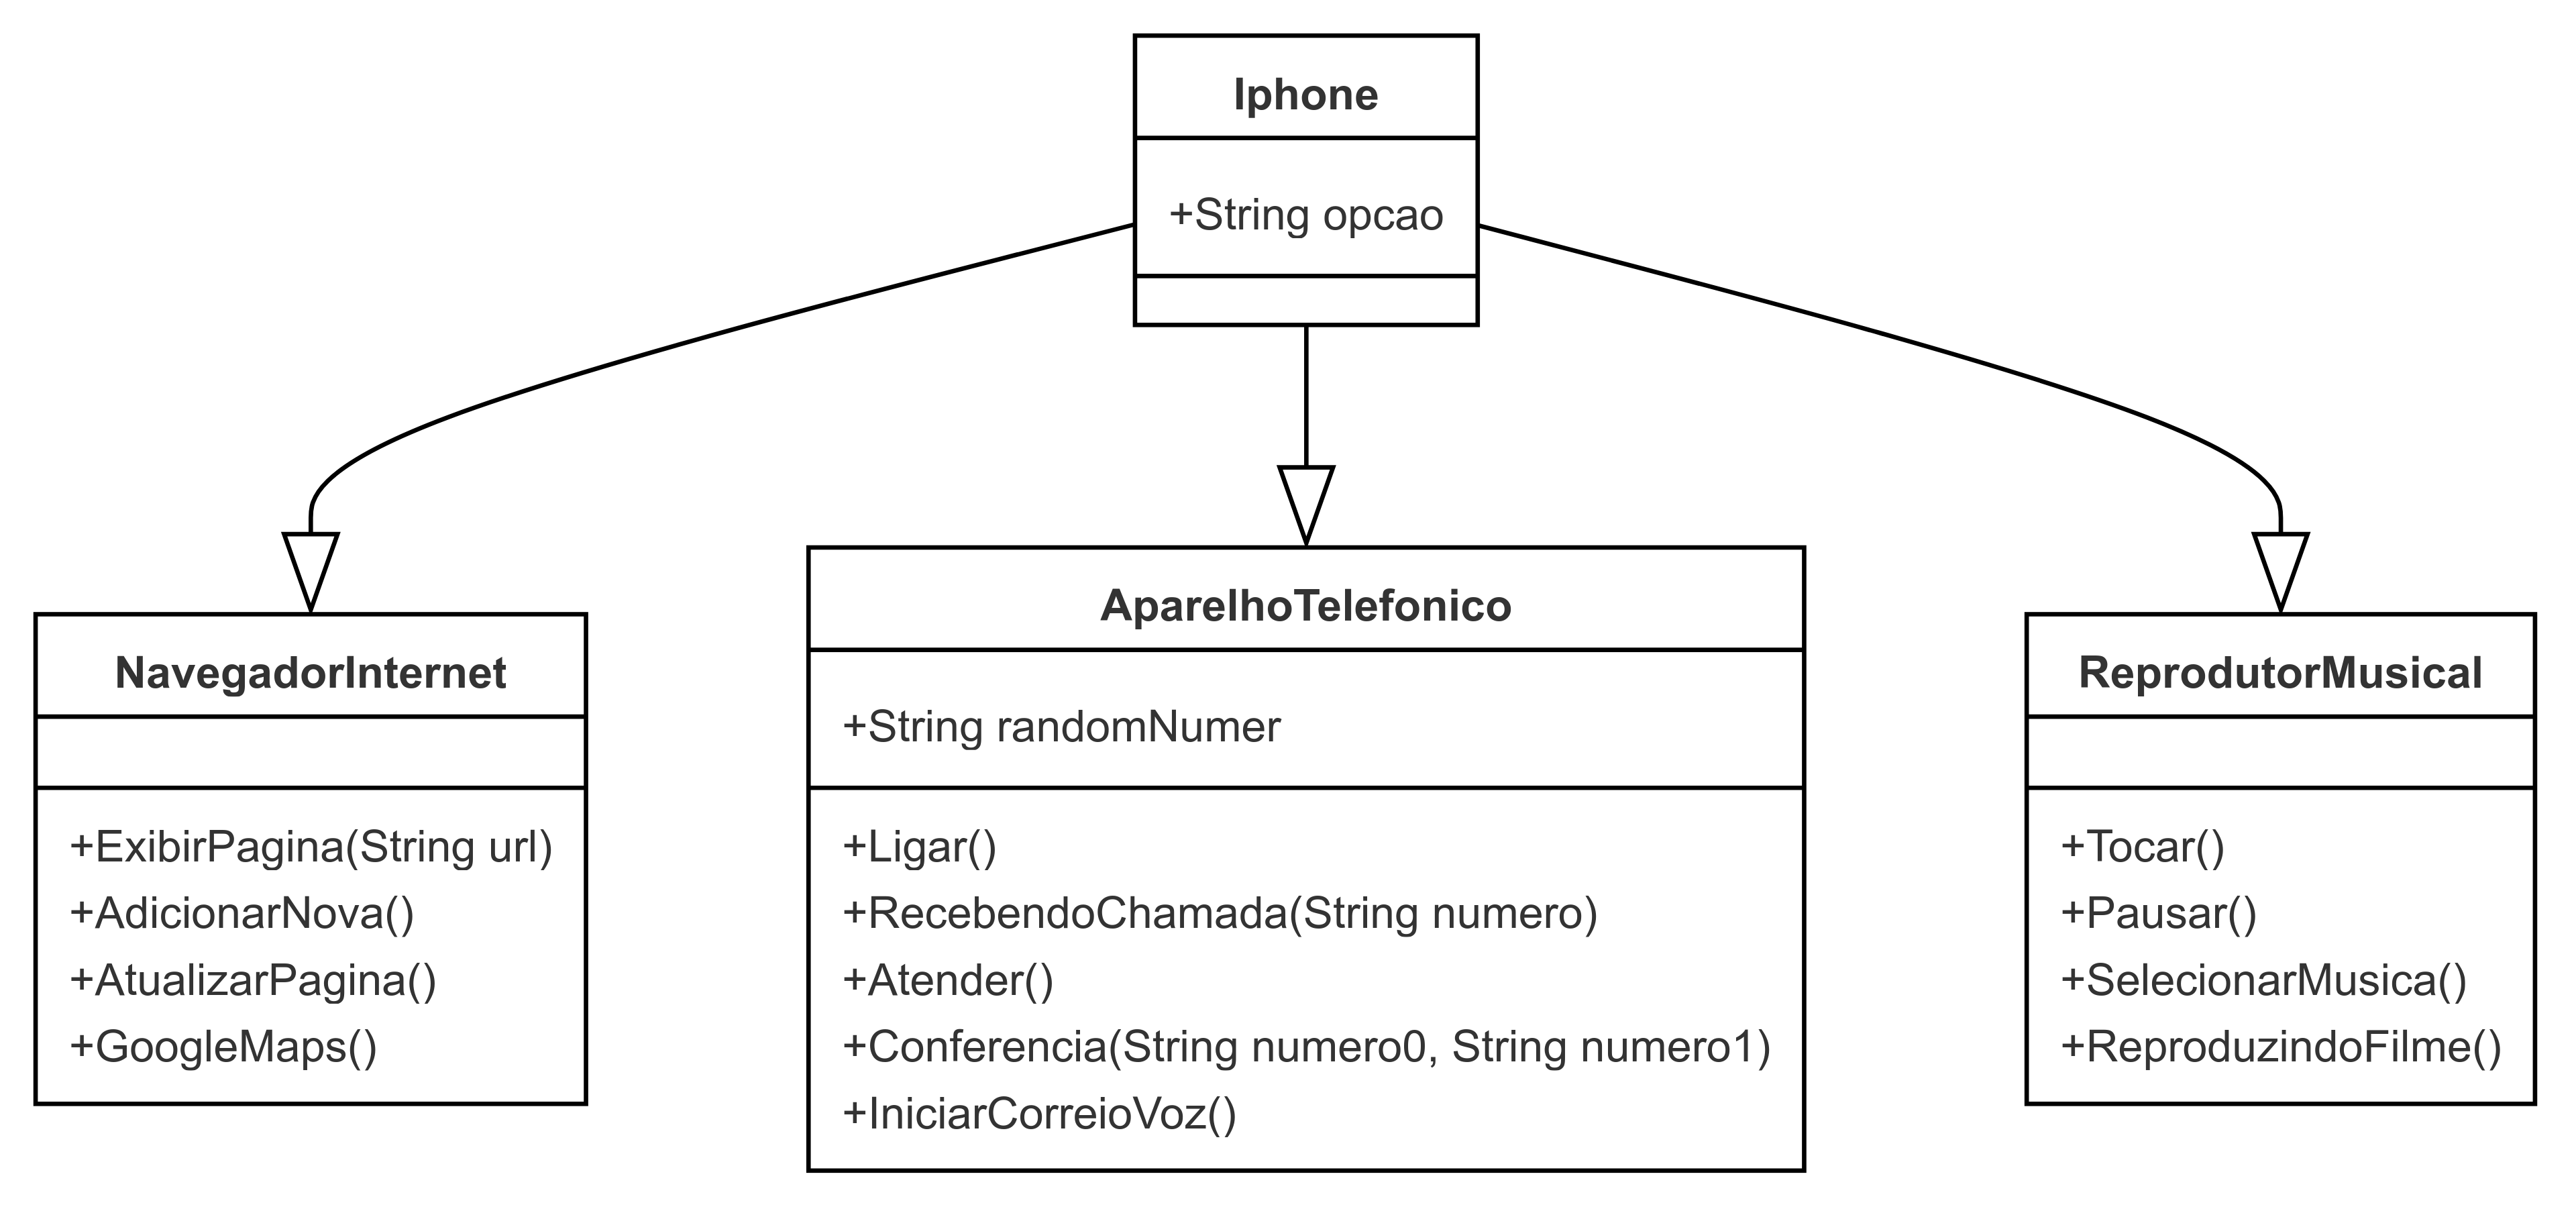 Iphone
+String opcao
NavegadorInternet
+ExibirPagina(String url)
+AdicionarNova()
+AtualizarPagina()
+GoogleMaps()
AparelhoTelefonico
+String randomNumer
+Ligar()
+RecebendoChamada(String numero)
+Atender()
+Conferencia(String numero0, String numero1)
+IniciarCorreioVoz()
ReprodutorMusical
+Tocar()
+Pausar()
+SelecionarMusica()
+ReproduzindoFilme()